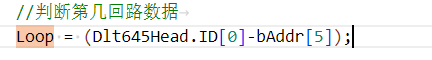 //判断第几回路数据
Loop = (Dlt645Head.ID[0]-bAddr[5]);